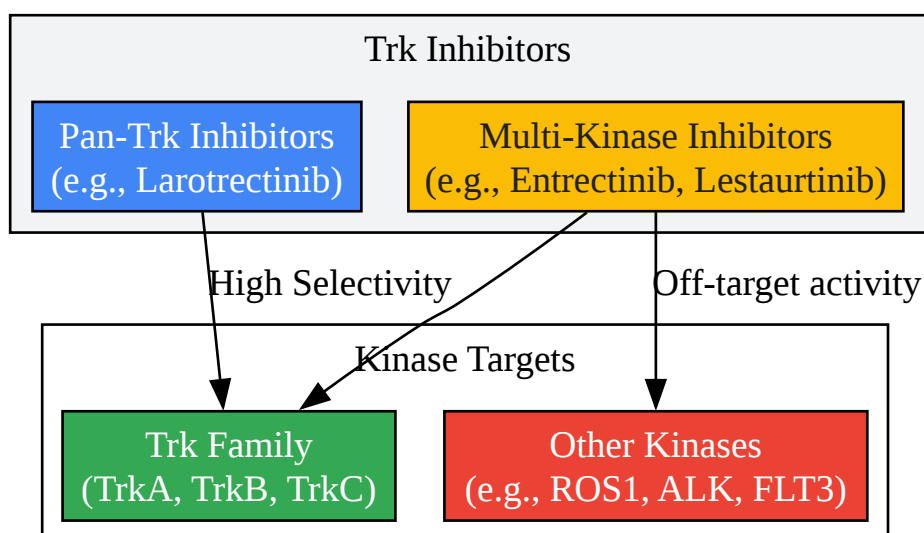 Trk Inhibitors
Pan-Trk Inhibitors
(e.g., Larotrectinib)
Multi-Kinase Inhibitors
(e.g., Entrectinib, Lestaurtinib)
High Selectivity
Off-target activity
Kinase Targets
Trk Family
(TrkA, TrkB, TrkC)
Other Kinases
(e.g., ROS1, ALK, FLT3)